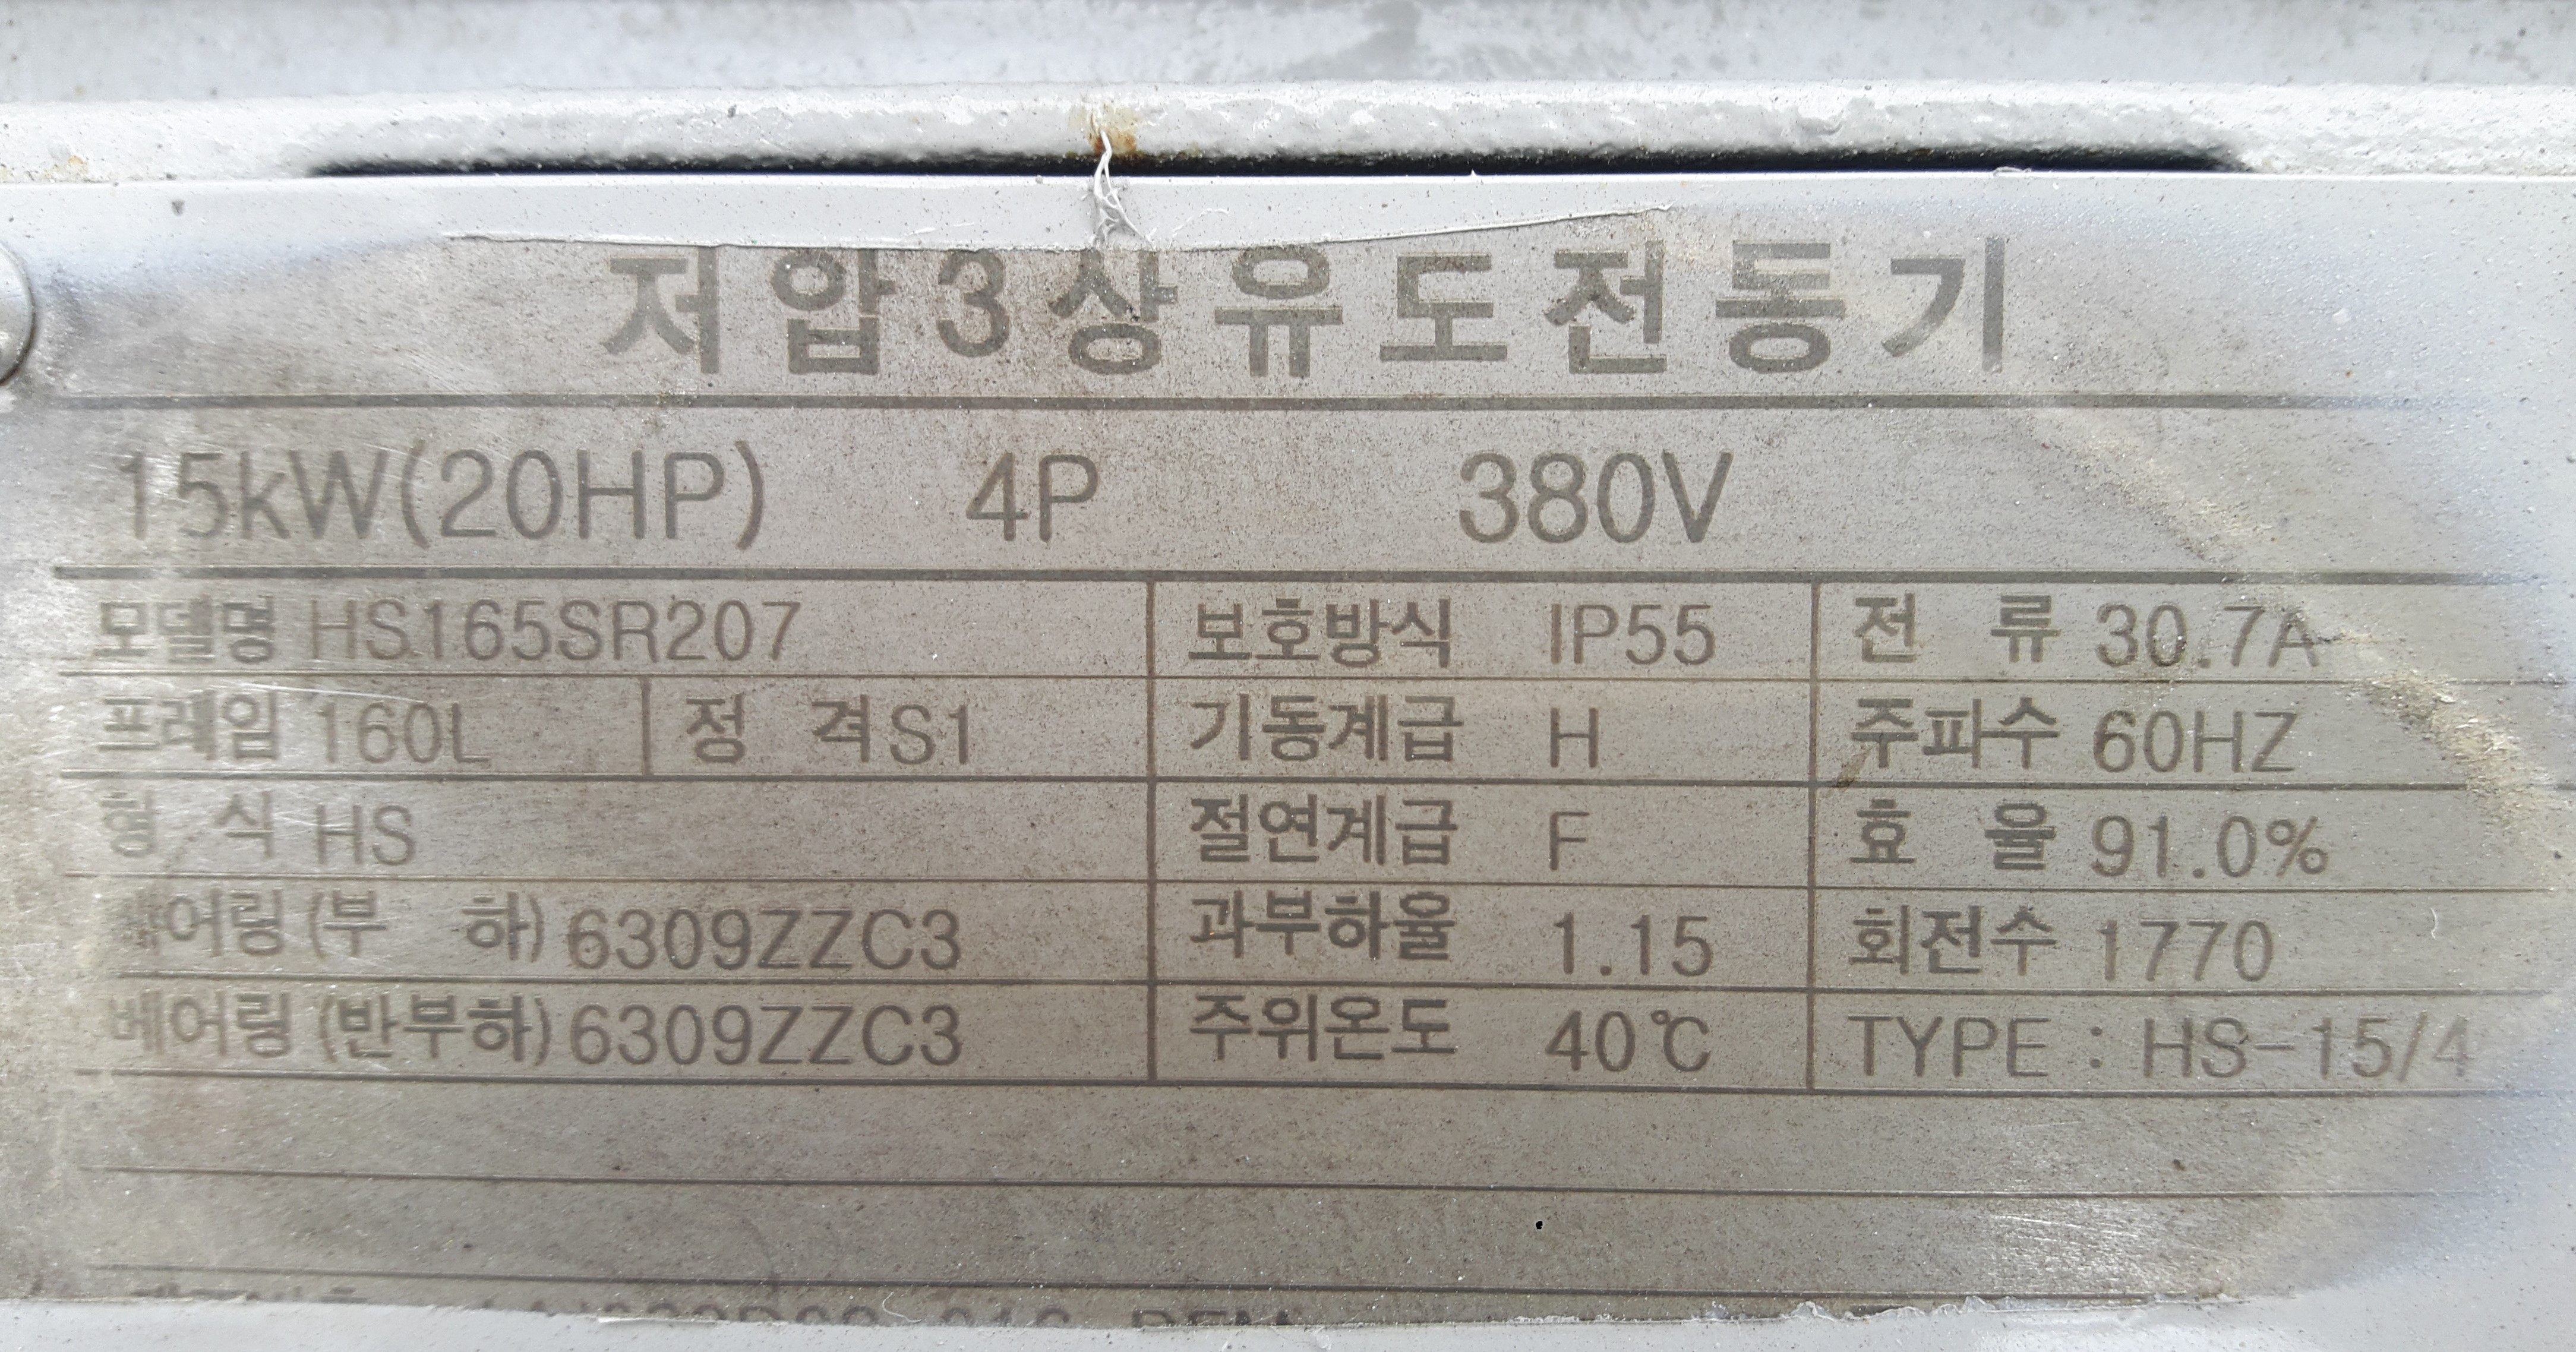 저압3상유도전동기
15kW(20HP) 4P 380V
모델명 HS165SR207 보호방식 IP55 전 류 30.7A
프레임 160L 정 격 S1 기동계급 H 주파수 60HZ
형 식 HS 절연계급 F 효 율 91.0%
베어링 (부 하) 6309ZZC3 과부하율 1.15 회전수 1770
베어링 (반부하) 6309ZZC3 주위온도 40℃ TYPE : HS-15/4